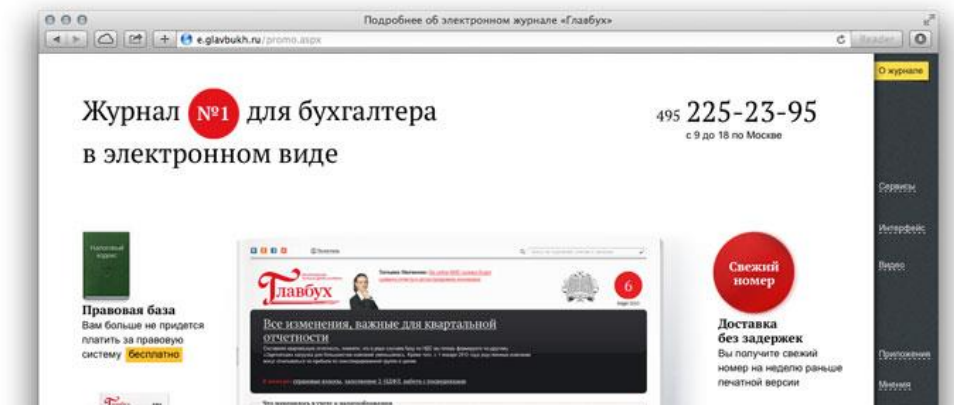 Подробнее об электронном журнале «Главбух»
e.glavbukh.ru/promo.aspx
Reader
О журнале
Журнал №1 для бухгалтера
в электронном виде
495 225-23-95
с 9 до 18 по Москве
Сервисы
Интерфейс
Видео
Приложения
Мнения
Налоговый
кодекс
Правовая база
Вам больше не придется
платить за правовую
систему бесплатно
Главбух
6
Все изменения, важные для квартальной
отчетности
Свежий
номер
Доставка
без задержек
Вы получите свежий
номер на неделю раньше
печатной версии